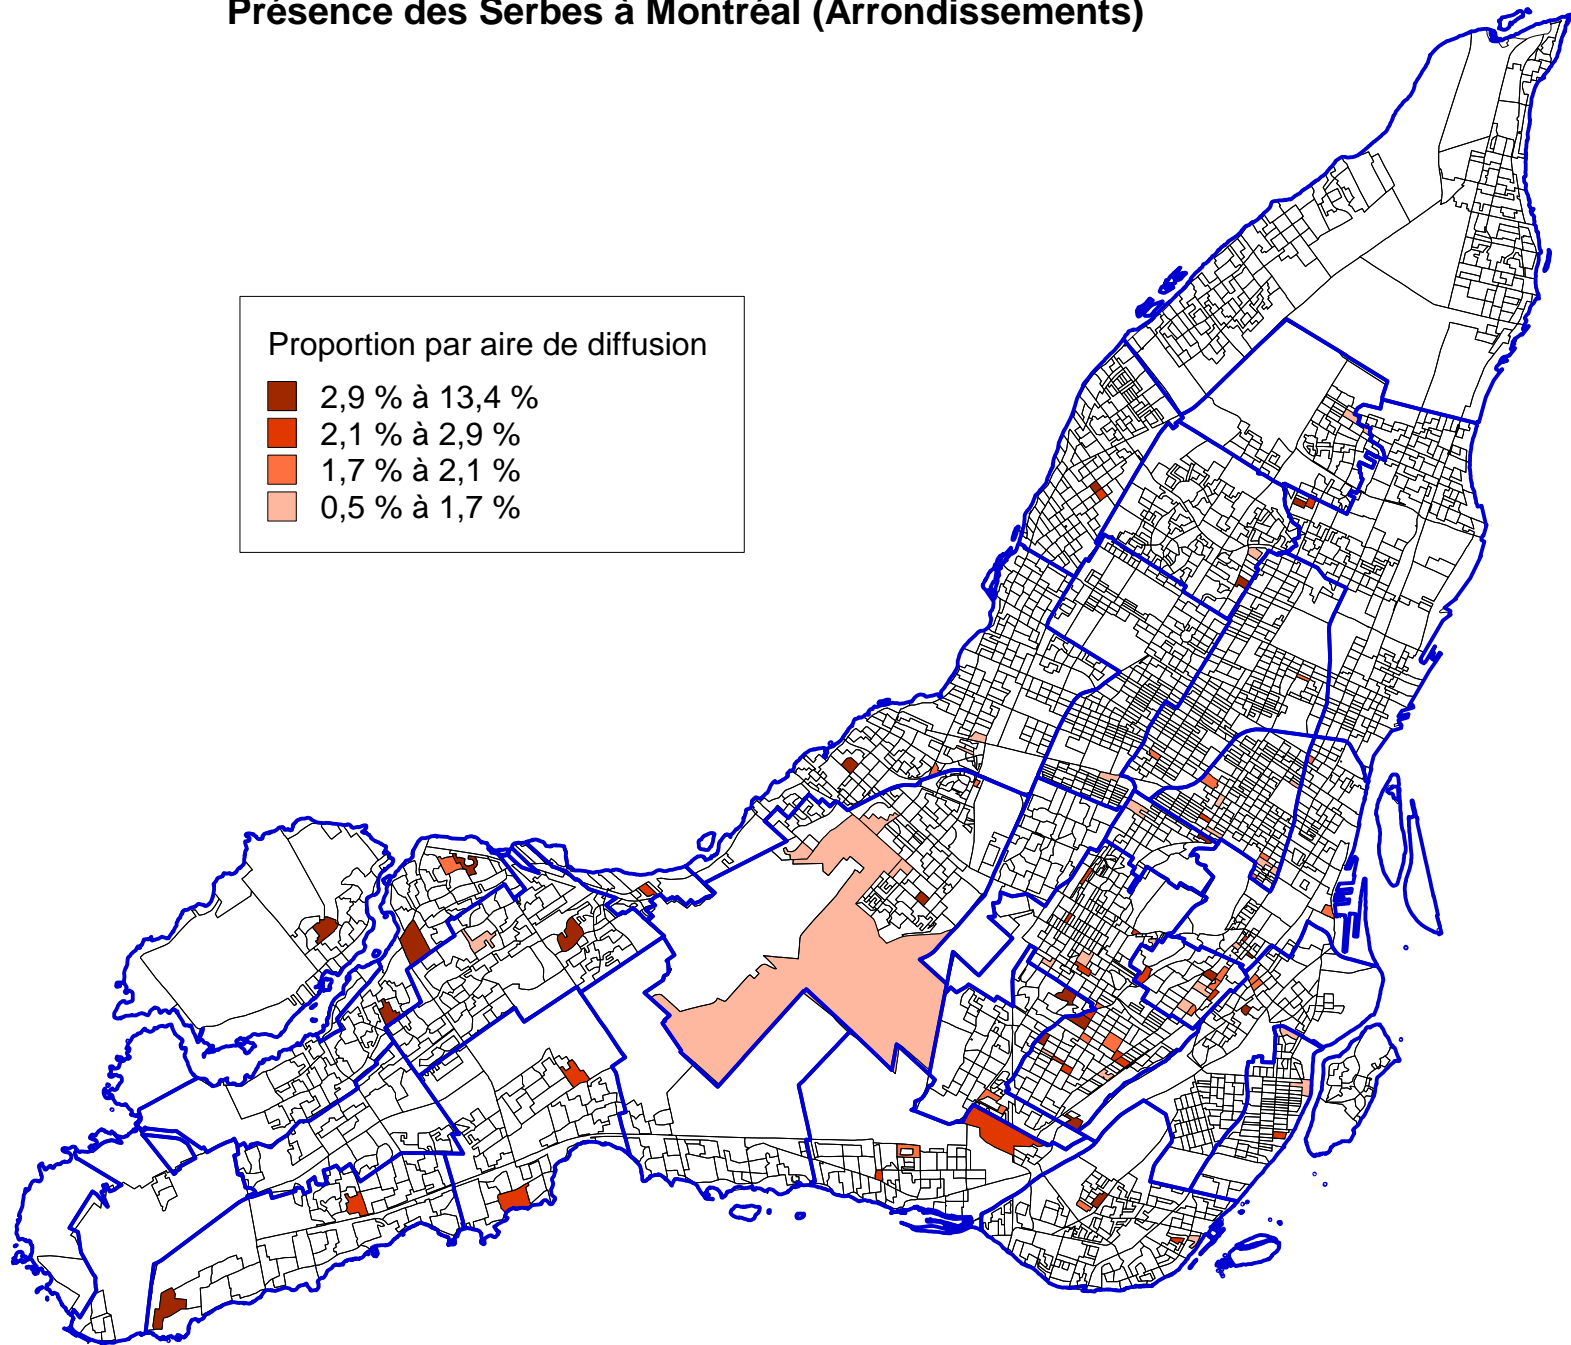 Présence des Serbes à Montréal (Arrondissements)
Proportion par aire de diffusion
2,9 % à 13,4 %
2,1 % à 2,9 %
1,7 % à 2,1 %
0,5 % à 1,7 %